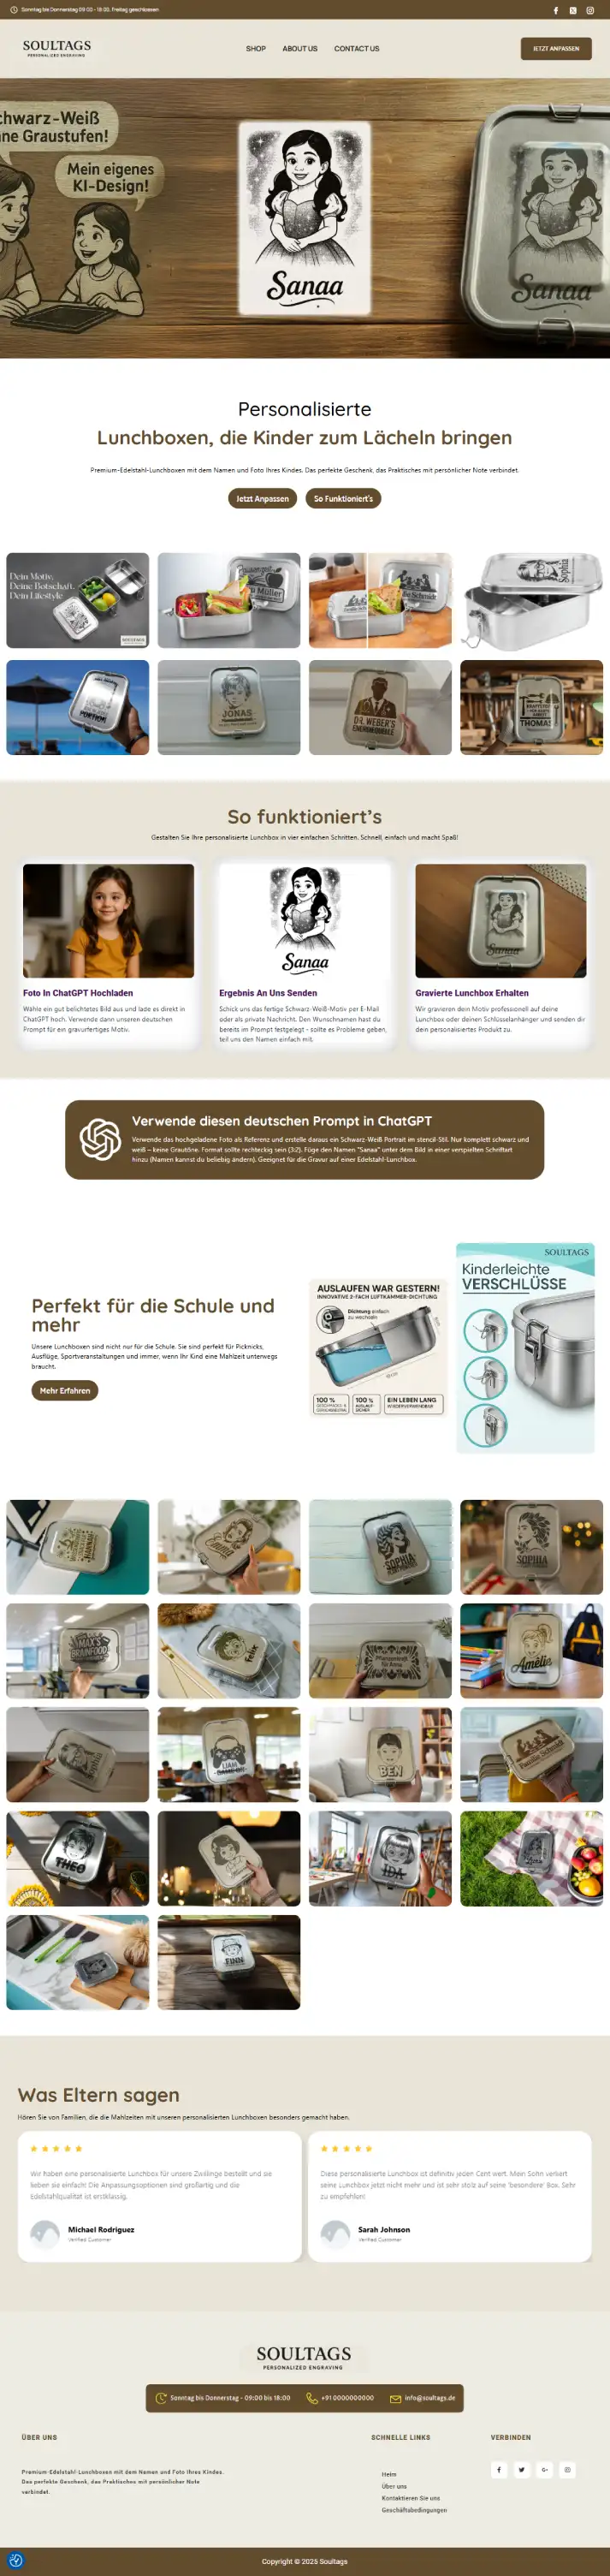 Sonntag bis Donnerstag 09:00 - 18:00, Freitag geschlossen
SOULTAGS
PERSONALIZED ENGRAVING
SHOP
ABOUT US
CONTACT US
JETZT ANPASSEN
chwarz-Weiß
ne Graustufen!
Mein eigenes
KI-Design!
Sanaa
Sanaa
Personalisierte
Lunchboxen, die Kinder zum Lächeln bringen
Premium-Edelstahl-Lunchboxen mit dem Namen und Foto Ihres Kindes. Das perfekte Geschenk, das Praktisches mit persönlicher Note verbindet.
Jetzt Anpassen
So Funktioniert's
Dein Motiv.
Deine Botschaft.
Dein Lifestyle.
SOULTAGS
Müller
Schmidt
Sophia
PORTION
JONAS
DR. WEBER'S
ENERGIEQUELLE
THOMAS
So funktioniert’s
Gestalten Sie Ihre personalisierte Lunchbox in vier einfachen Schritten. Schnell, einfach und macht Spaß!
Sanaa
Sanaa
Foto In ChatGPT Hochladen
Wähle ein gut belichtetes Bild aus und lade es direkt in
ChatGPT hoch. Verwende dann unseren deutschen
Prompt für ein gravurfertiges Motiv.
Ergebnis An Uns Senden
Schick uns das fertige Schwarz-Weiß-Motiv per E-Mail
oder als private Nachricht. Den Wunschnamen hast du
bereits im Prompt festgelegt - sollte es Probleme geben,
teil uns den Namen einfach mit.
Gravierte Lunchbox Erhalten
Wir gravieren dein Motiv professionell auf deine
Lunchbox oder deinen Schlüsselanhänger und senden dir
dein personalisiertes Produkt zu.
Verwende diesen deutschen Prompt in ChatGPT
Verwende das hochgeladene Foto als Referenz und erstelle daraus ein Schwarz-Weiß Portrait im stencil-Stil. Nur komplett schwarz und
weiß – keine Grautöne. Format sollte rechteckig sein (3:2). Füge den Namen "Sanaa" unter dem Bild in einer verspielten Schriftart
hinzu (Namen kannst du beliebig ändern). Geeignet für die Gravur auf einer Edelstahl-Lunchbox.
Perfekt für die Schule und
mehr
Unsere Lunchboxen sind nicht nur für die Schule. Sie sind perfekt für Picknicks,
Ausflüge, Sportveranstaltungen und immer, wenn Ihr Kind eine Mahlzeit unterwegs
braucht.
Mehr Erfahren
AUSLAUFEN WAR GESTERN!
INNOVATIVE 2-FACH LUFTKAMMER-DICHTUNG
Dichtung einfach
zu wechseln
100 %
100 %
EIN LEBEN LANG
WIEDERVERWENDBAR
SOULTAGS
Kinderleichte
VERSCHLÜSSE
Emma
SOPHIA
SOPHIA
MAX'S
BRAINFOOD
Felix
Pflanzenkraft
für Anna
Amélie
LIAM
BEN
Familie Schmidt
THEO
IDA
FINN
Was Eltern sagen
Hören Sie von Familien, die die Mahlzeiten mit unseren personalisierten Lunchboxen besonders gemacht haben.
Wir haben eine personalisierte Lunchbox für unsere Zwillinge bestellt und sie
lieben sie einfach! Die Anpassungsoptionen sind großartig und die
Edelstahlqualität ist erstklassig.
Michael Rodriguez
Verified Customer
Diese personalisierte Lunchbox ist definitiv jeden Cent wert. Mein Sohn verliert
seine Lunchbox jetzt nicht mehr und ist sehr stolz auf seine 'besondere' Box. Sehr
zu empfehlen!
Sarah Johnson
Verified Customer
SOULTAGS
PERSONALIZED ENGRAVING
Sonntag bis Donnerstag - 09:00 bis 18:00
+91 0000000000
info@soultags.de
ÜBER UNS
Premium-Edelstahl-Lunchboxen mit dem Namen und Foto Ihres Kindes.
Das perfekte Geschenk, das Praktisches mit persönlicher Note
verbindet.
SCHNELLE LINKS
Heim
Über uns
Kontaktieren Sie uns
Geschäftsbedingungen
VERBINDEN
Copyright © 2025 Soultags